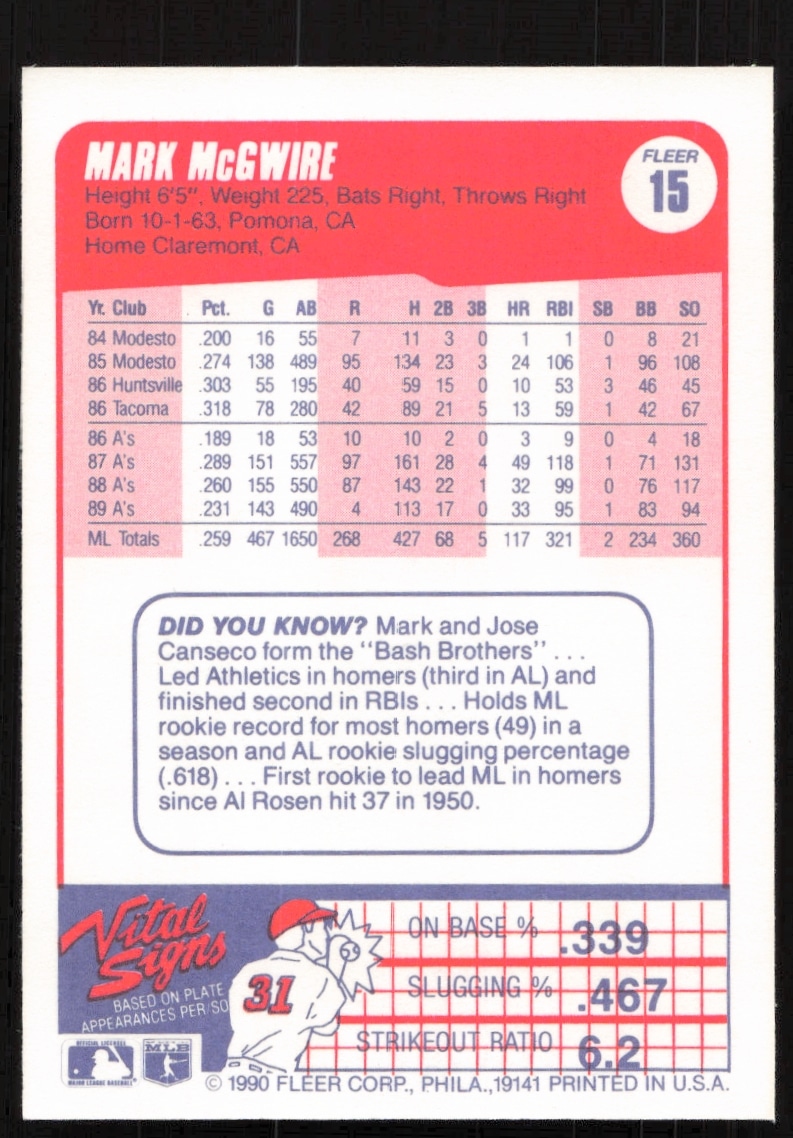 MARK McGWIRE
FLEER
15
Height 6'5", Weight 225, Bats Right, Throws Right
Born 10-1-63, Pomona, CA
Home Claremont, CA
Yr. Club Pct. G AB R H 2B 3B HR RBI SB BB SO
84 Modesto .200 16 55 7 11 3 0 1 1 0 8 21
85 Modesto .274 138 489 95 134 23 3 24 106 1 96 108
86 Huntsville .303 55 195 40 59 15 0 10 53 3 46 45
86 Tacoma .318 78 280 42 89 21 5 13 59 1 42 67
86 A's .189 18 53 10 10 2 0 3 9 0 4 18
87 A's .289 151 557 97 161 28 4 49 118 1 71 131
88 A's .260 155 550 87 143 22 1 32 99 0 76 117
89 A's .231 143 490 4 113 17 0 33 95 1 83 94
ML Totals .259 467 1650 268 427 68 5 117 321 2 234 360
DID YOU KNOW? Mark and Jose
Canseco form the "Bash Brothers" . . .
Led Athletics in homers (third in AL) and
finished second in RBIs . . . Holds ML
rookie record for most homers (49) in a
season and AL rookie slugging percentage
(.618) . . . First rookie to lead ML in homers
since Al Rosen hit 37 in 1950.
Vital
Signs
BASED ON PLATE
APPEARANCES PER/SO
31
ON BASE % .339
SLUGGING % .467
STRIKEOUT RATIO 6.2
OFFICIAL LICENSEE
MAJOR LEAGUE BASEBALL
MLB
© 1990 FLEER CORP., PHILA.,19141 PRINTED IN U.S.A.